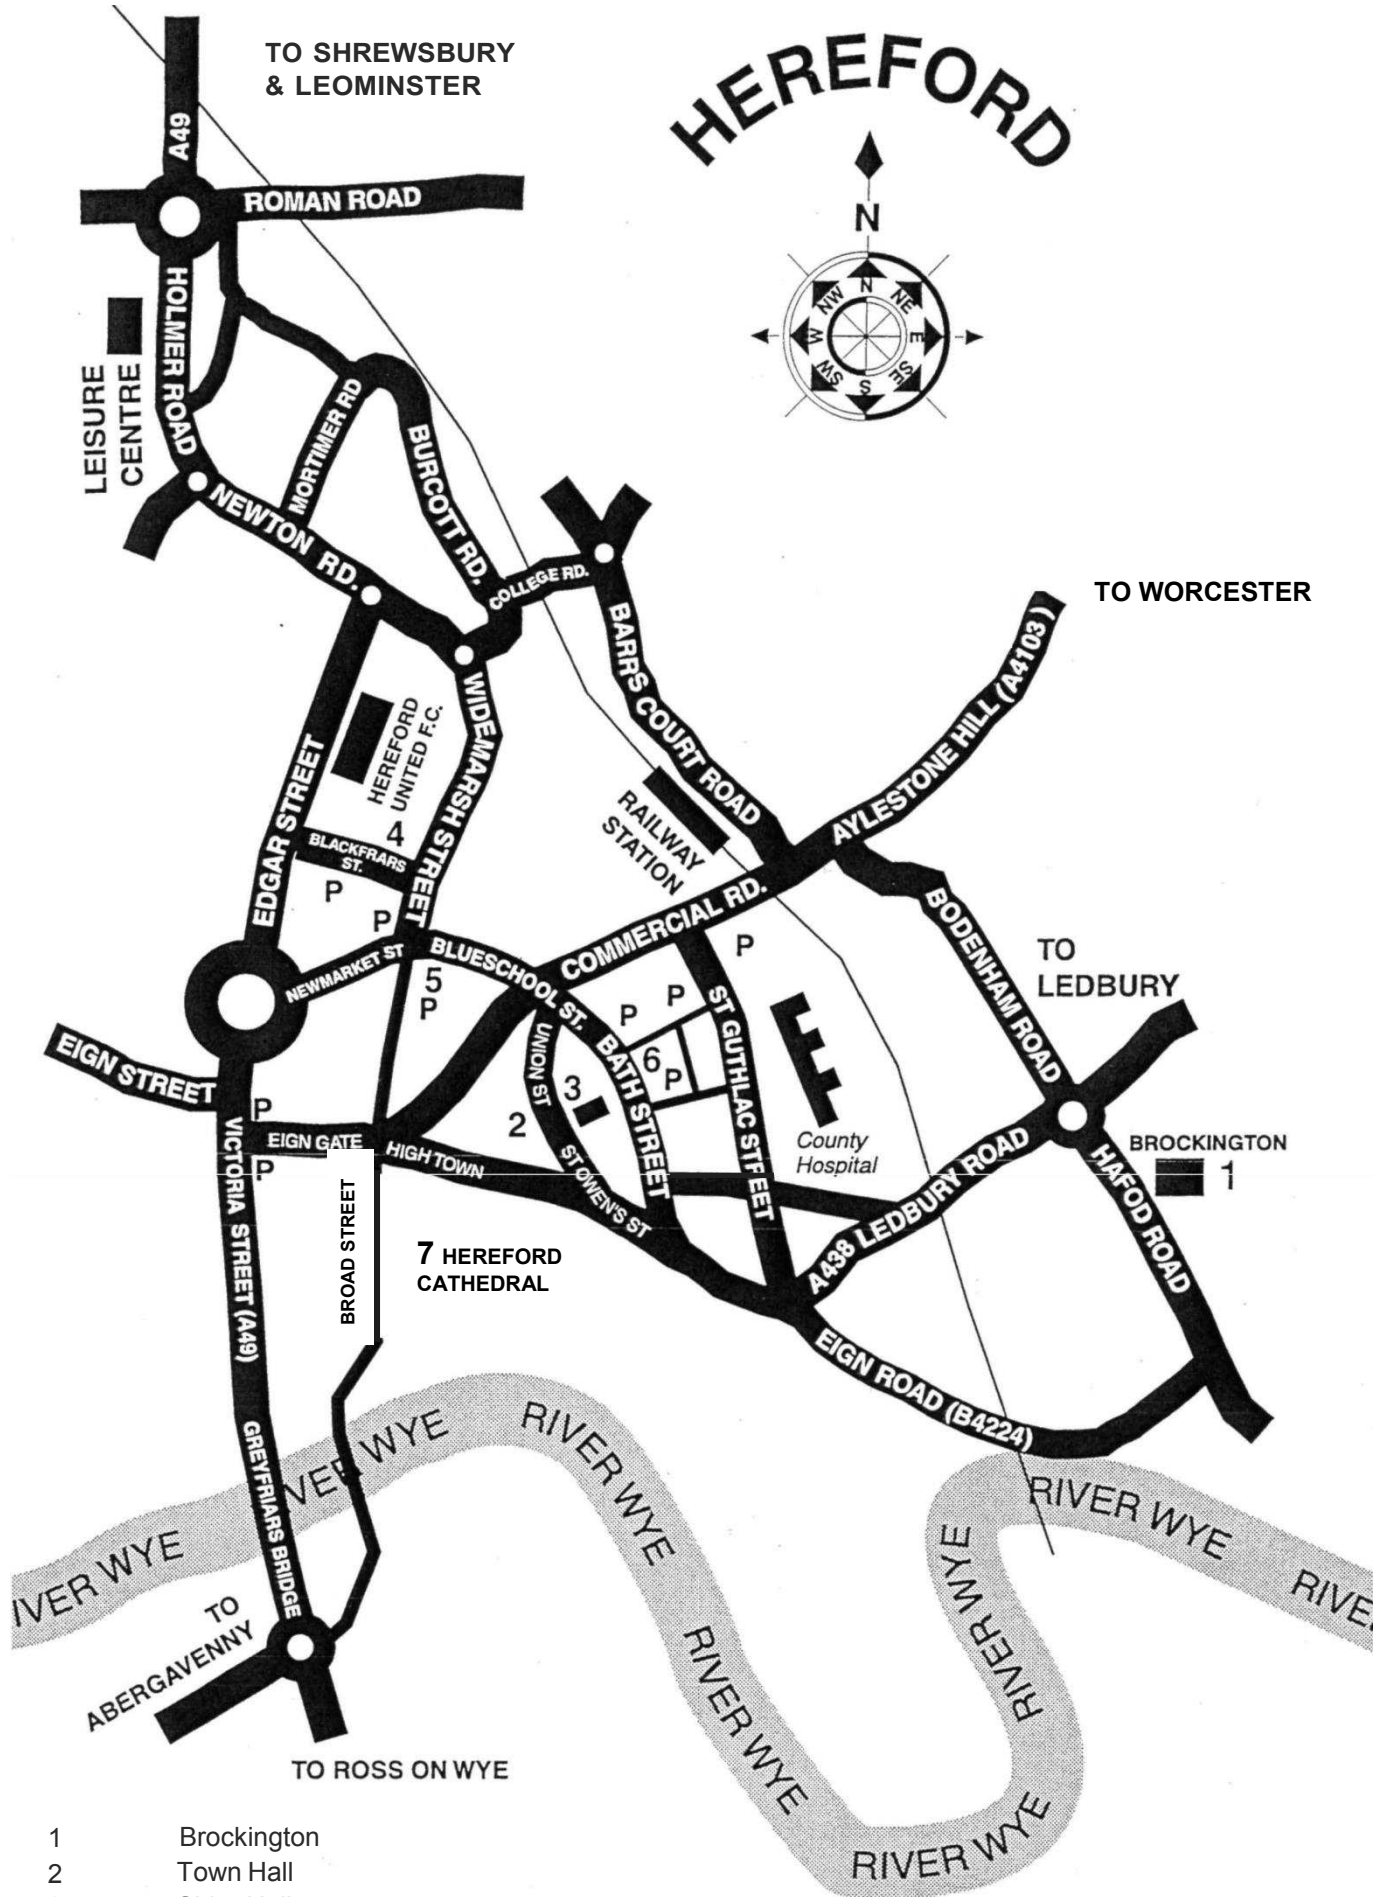 TO SHREWSBURY
& LEOMINSTER
HEREFORD
A49
ROMAN ROAD
N
N
NE
E
SE
S
SW
W
NW
HOLMER ROAD
LEISURE
CENTRE
MORTIMER RD
BURCOTT RD.
NEWTON RD.
COLLEGE RD.
TO WORCESTER
BARRS COURT ROAD
AYLESTONE HILL (A4103)
WIDEMARSH STREET
HEREFORD
UNITED F.C.
EDGAR STREET
4
BLACKFRARS
ST.
P
P
RAILWAY
STATION
COMMERCIAL RD.
P
BODENHAM ROAD
TO
LEDBURY
NEWMARKET ST
BLUESCHOOL ST.
5
P
P
P
ST GUTHLAC STREET
UNION ST
BATH STREET
6
P
3
2
EIGN STREET
P
EIGN GATE
P
HIGH TOWN
ST OWEN'S ST
County
Hospital
A438 LEDBURY ROAD
BROCKINGTON
1
HAFOD ROAD
VICTORIA STREET (A49)
BROAD STREET
7 HEREFORD
CATHEDRAL
EIGN ROAD (B4224)
GREYFRIARS BRIDGE
IVER WYE
VER WYE
RIVER WYE
RIVER WYE
RIVER WYE
RIVER WYE
RIVER WYE
RIVER WYE
RIVE
TO
ABERGAVENNY
TO ROSS ON WYE
1 Brockington
2 Town Hall